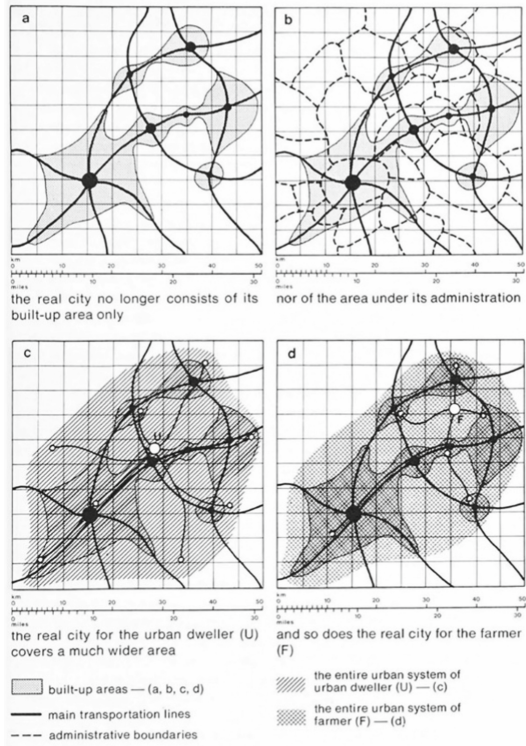 a
b
km
0 10 20 30 40 50
0 10 20 30
miles
km
0 10 20 30 40 50
0 10 20 30
miles
the real city no longer consists of its
built-up area only
nor of the area under its administration
c
U
d
F
km
0 10 20 30 40 50
0 10 20 30
miles
km
0 10 20 30 40 50
0 10 20 30
miles
the real city for the urban dweller (U)
covers a much wider area
and so does the real city for the farmer
(F)
built-up areas — (a, b, c, d)
main transportation lines
administrative boundaries
the entire urban system of
urban dweller (U) — (c)
the entire urban system of
farmer (F) — (d)